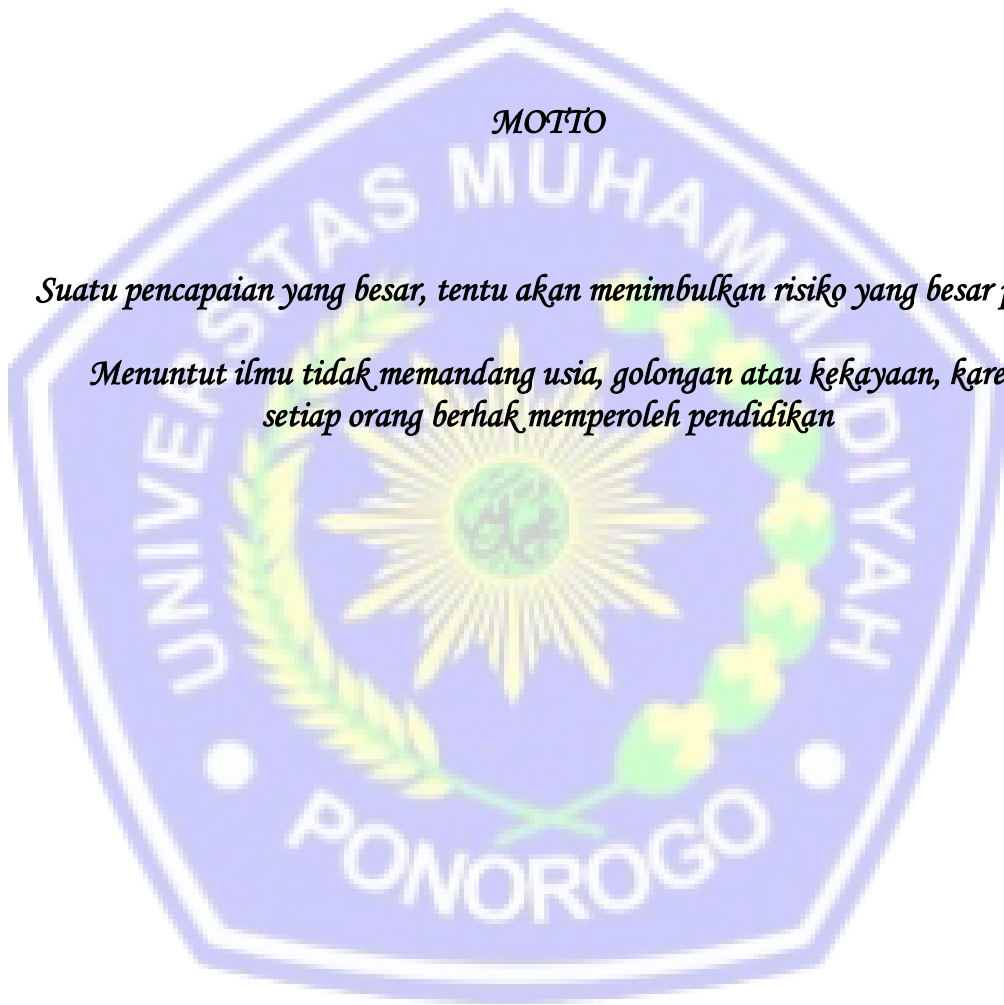 MOTTO
UNIVERSITAS MUHAMMADIYAH
Suatu pencapaian yang besar, tentu akan menimbulkan risiko yang besar
Menuntut ilmu tidak memandang usia, golongan atau kekayaan,
setiap orang berhak memperoleh pendidikan
PONOROGO